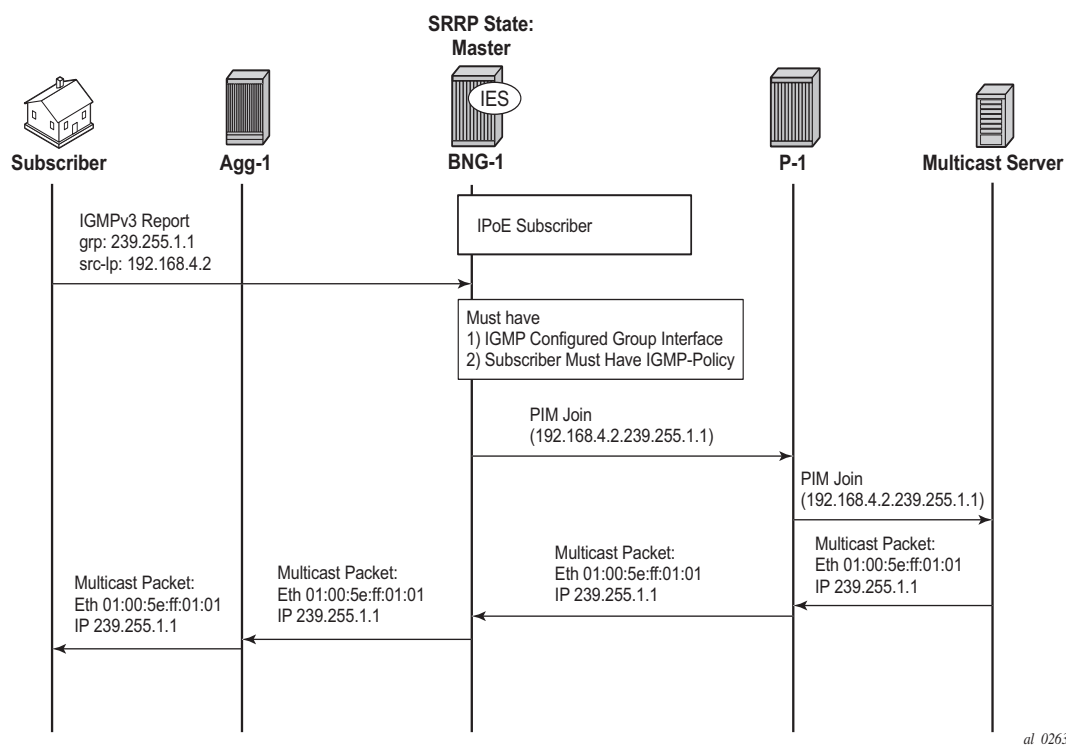 SRRP State:
Master
IES
Subscriber
Agg-1
BNG-1
P-1
Multicast Server
IGMPv3 Report
grp: 239.255.1.1
src-lp: 192.168.4.2
IPoE Subscriber
Must have
1) IGMP Configured Group Interface
2) Subscriber Must Have IGMP-Policy
PIM Join
(192.168.4.2.239.255.1.1)
PIM Join
(192.168.4.2.239.255.1.1)
Multicast Packet:
Eth 01:00:5e:ff:01:01
IP 239.255.1.1
Multicast Packet:
Eth 01:00:5e:ff:01:01
IP 239.255.1.1
Multicast Packet:
Eth 01:00:5e:ff:01:01
IP 239.255.1.1
Multicast Packet:
Eth 01:00:5e:ff:01:01
IP 239.255.1.1
al_0263